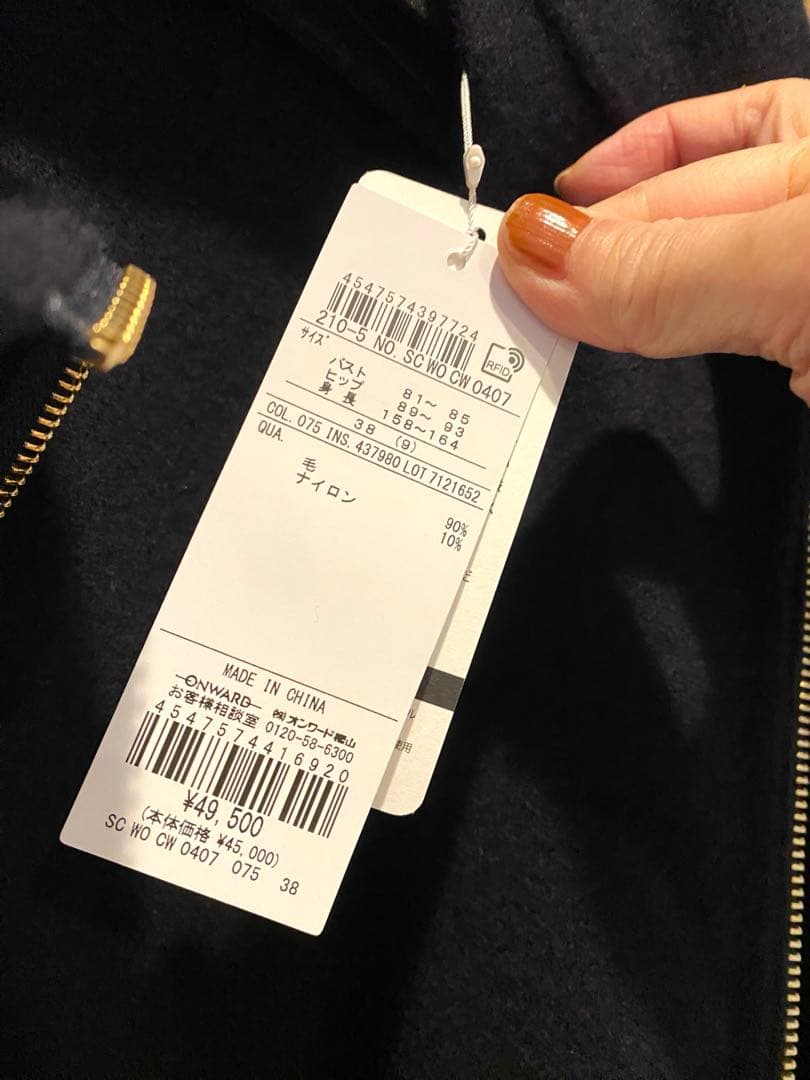 4547574397724
210-5 NO. SC WO CW 0407
RFID
サイズ
バスト 81〜 85
ヒップ 89〜 93
身長 158〜164
38 (9)
COL. 075 INS. 437980 LOT 7121652
QUA.
毛 90%
ナイロン 10%
MADE IN CHINA
ONWARD ㈱オンワード樫山
お客様相談室 0120-58-6300
4547574416920
¥49,500
(本体価格 ¥45,000)
SC WO CW 0407 075 38
ル
使用